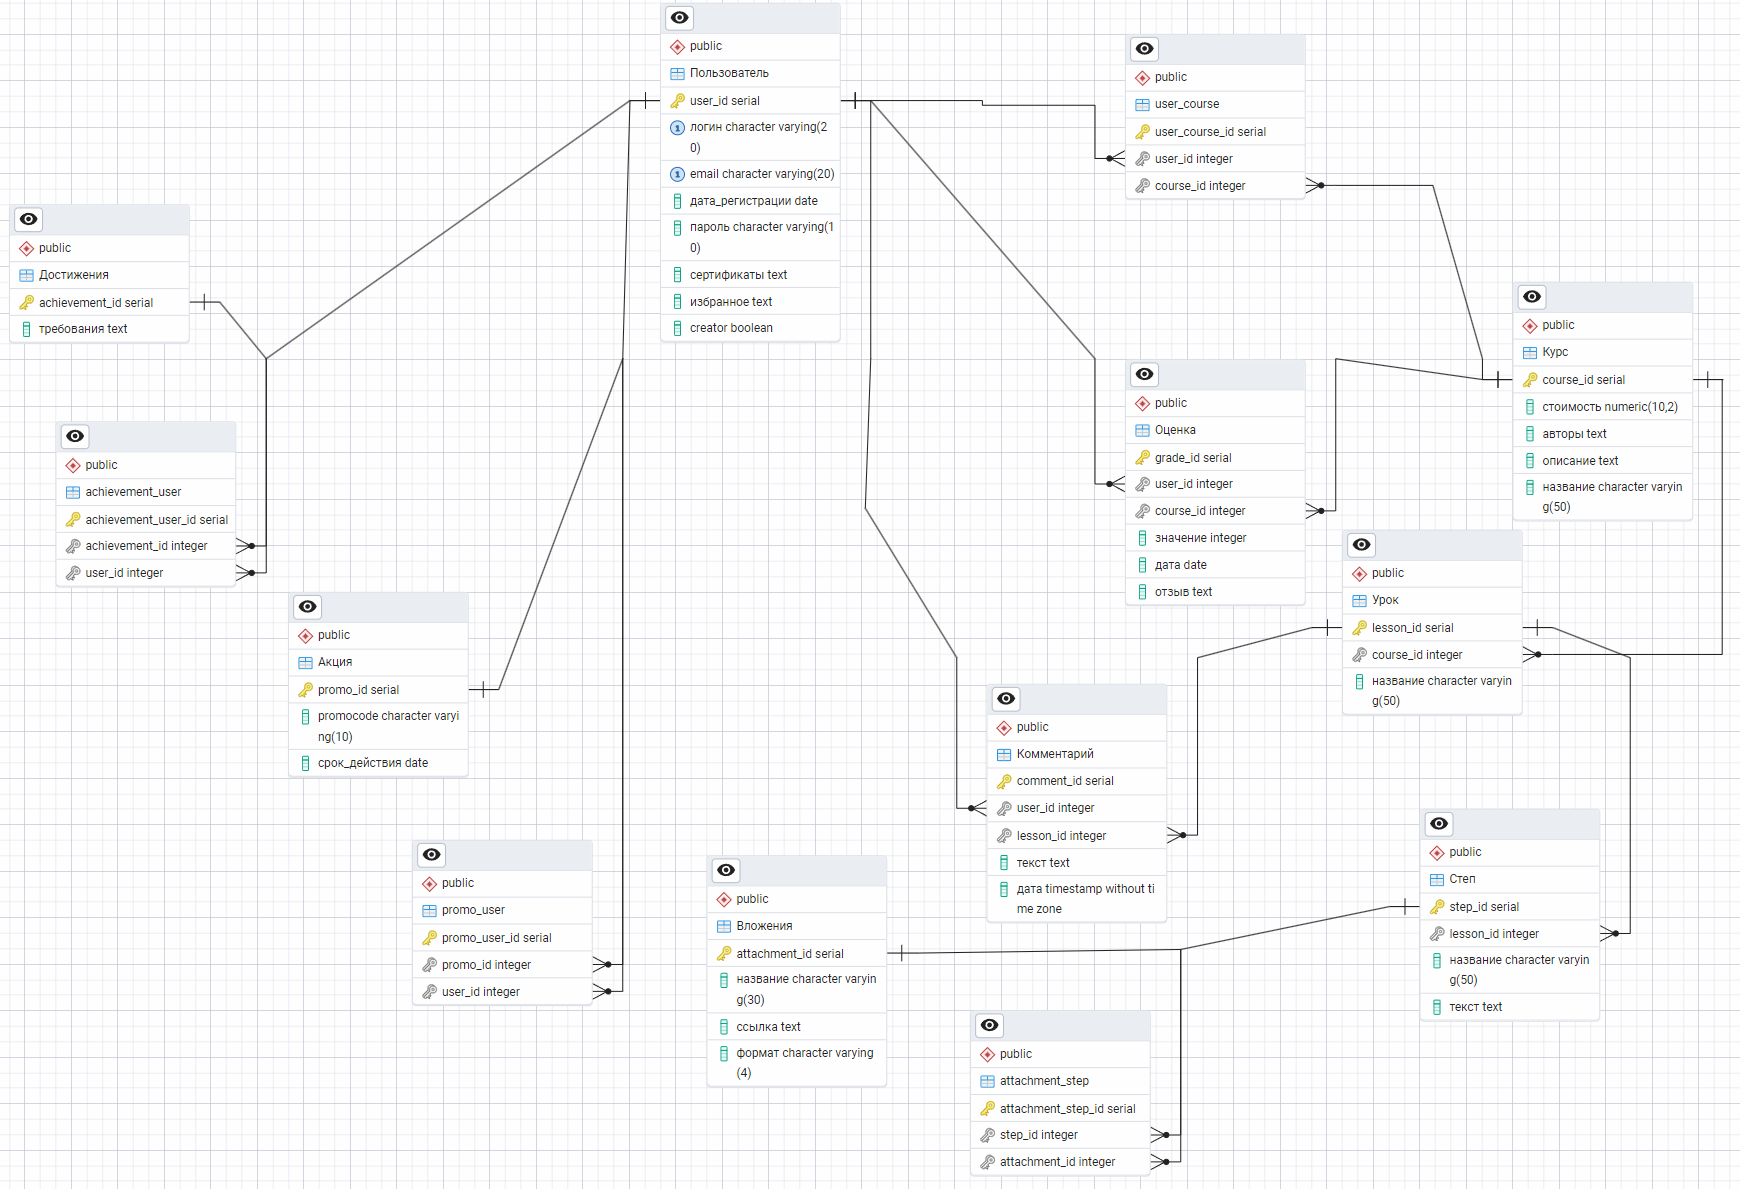 public
Пользователь
user_id serial
логин character varying(2
0)
email character varying(20)
дата_регистрации date
пароль character varying(1
0)
сертификаты text
избранное text
creator boolean
public
user_course
user_course_id serial
user_id integer
course_id integer
public
Достижения
achievement_id serial
требования text
public
Курс
course_id serial
стоимость numeric(10,2)
авторы text
описание text
название character varyin
g(50)
public
Оценка
grade_id serial
user_id integer
course_id integer
значение integer
дата date
отзыв text
public
achievement_user
achievement_user_id serial
achievement_id integer
user_id integer
public
Урок
lesson_id serial
course_id integer
название character varyin
g(50)
public
Акция
promo_id serial
promocode character varyi
ng(10)
срок_действия date
public
Комментарий
comment_id serial
user_id integer
lesson_id integer
текст text
дата timestamp without ti
me zone
public
Степ
step_id serial
lesson_id integer
название character varyin
g(50)
текст text
public
promo_user
promo_user_id serial
promo_id integer
user_id integer
public
Вложения
attachment_id serial
название character varyin
g(30)
ссылка text
формат character varying
(4)
public
attachment_step
attachment_step_id serial
step_id integer
attachment_id integer